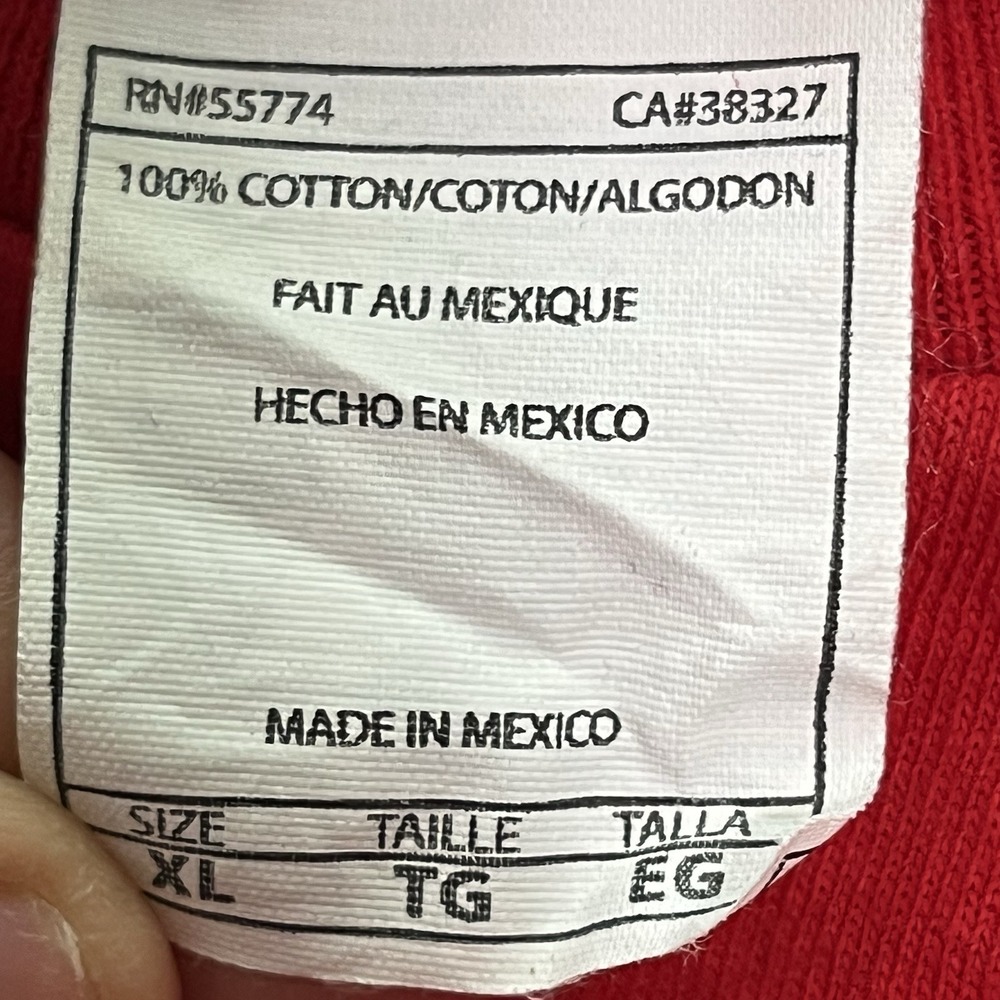 RN#55774 CA#38327
100% COTTON/COTON/ALGODON
FAIT AU MEXIQUE
HECHO EN MEXICO
MADE IN MEXICO
SIZE TAILLE TALLA
XL TG EG